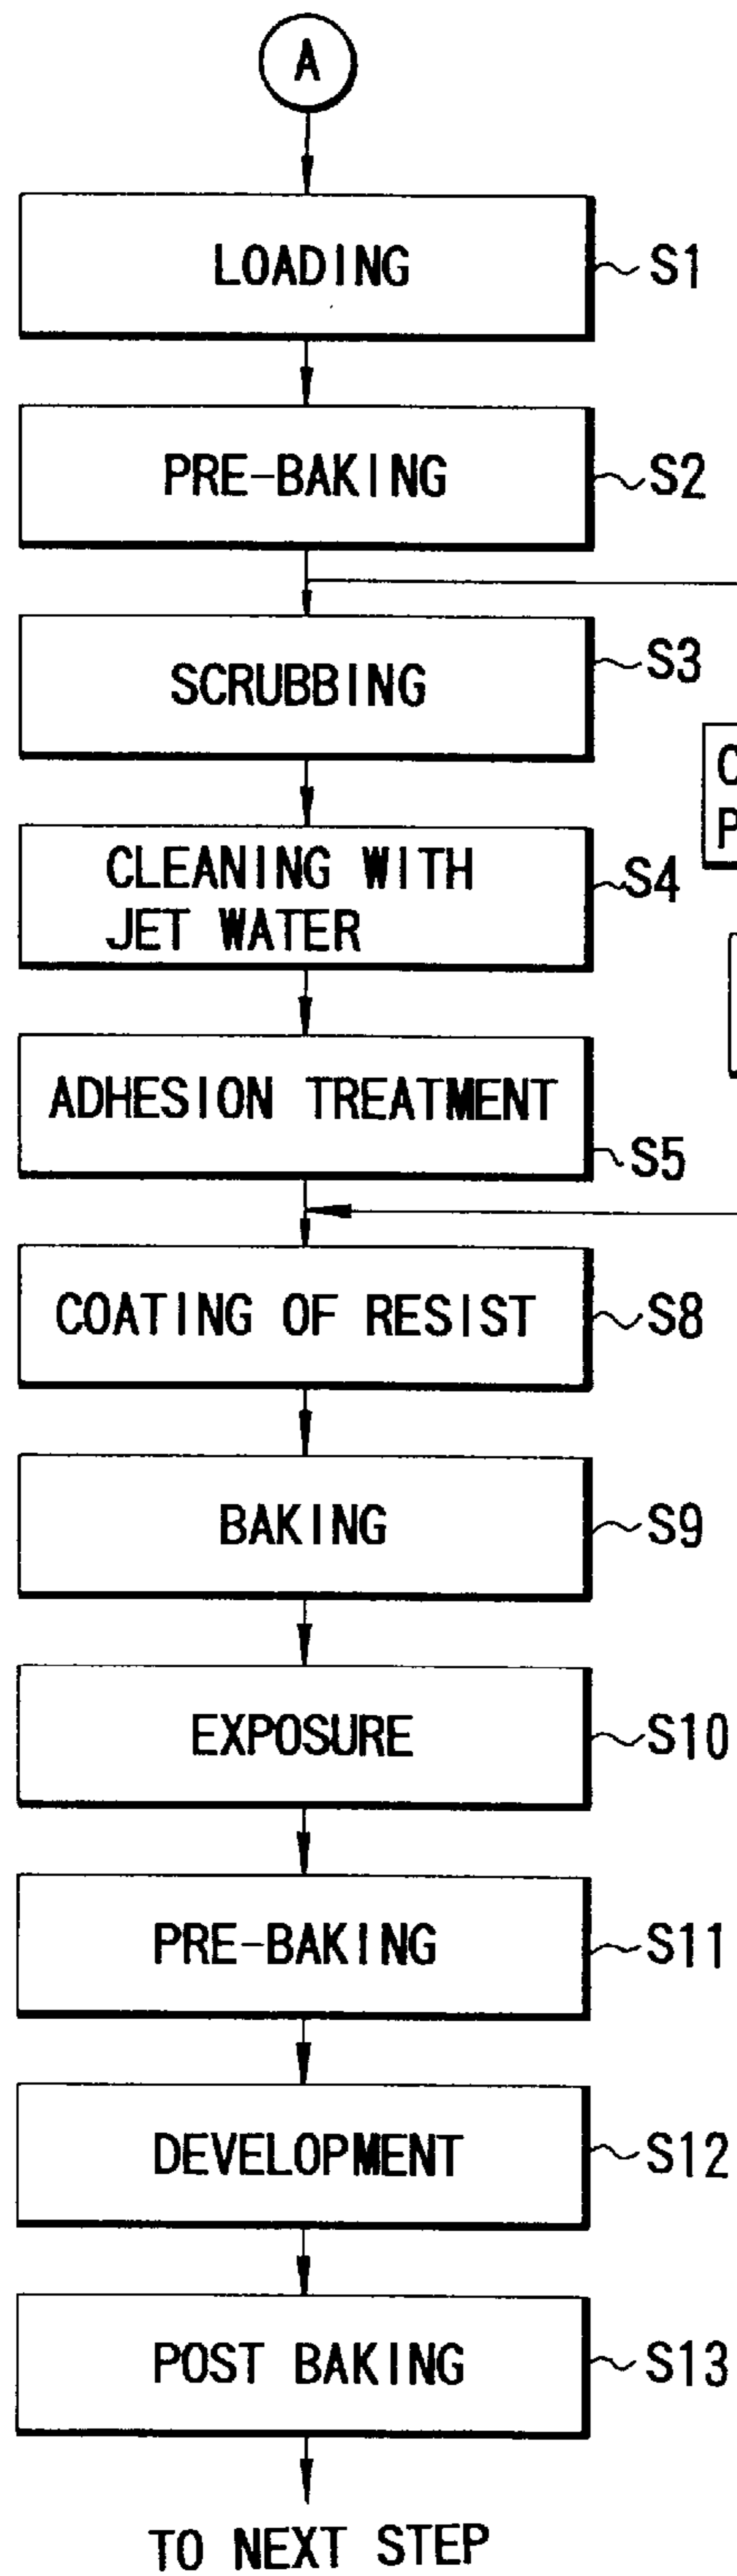 A
LOADING S1
PRE-BAKING S2
SCRUBBING S3
C
P
CLEANING WITH
JET WATER S4
ADHESION TREATMENT S5
COATING OF RESIST S8
BAKING S9
EXPOSURE S10
PRE-BAKING S11
DEVELOPMENT S12
POST BAKING S13
TO NEXT STEP